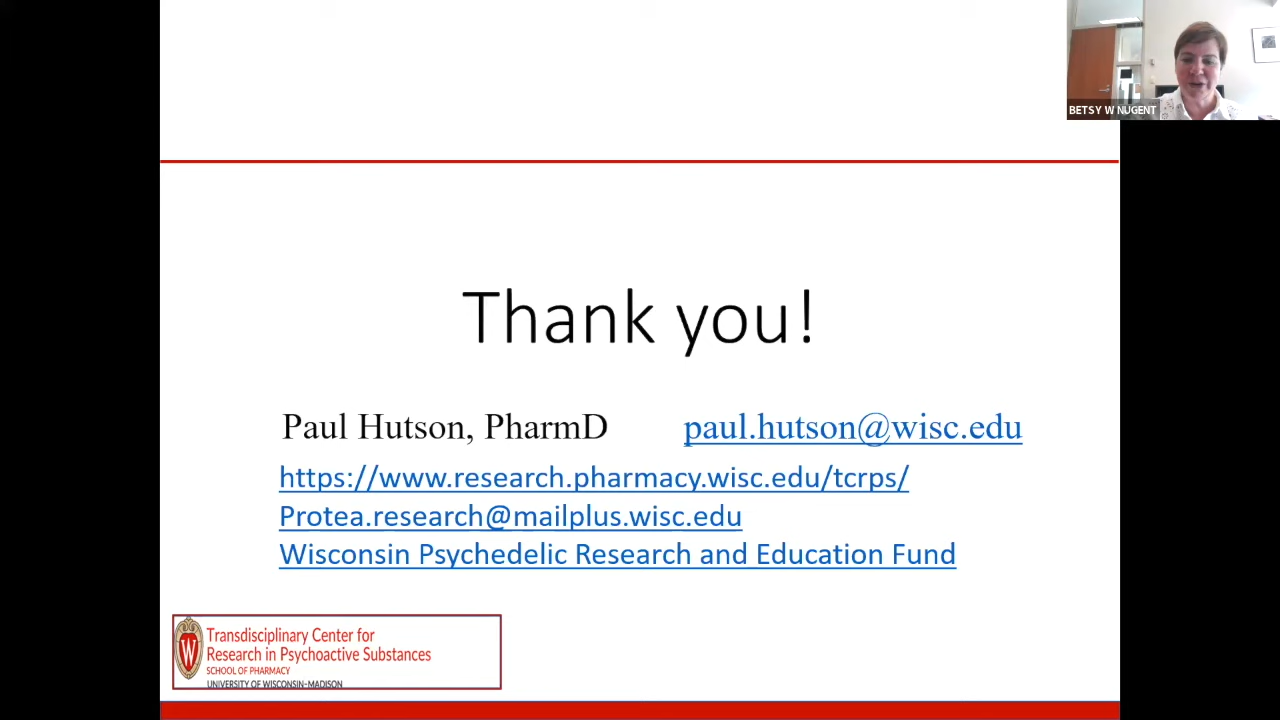 BETSY W NUGENT
Thank you!
Paul Hutson, PharmD paul.hutson@wisc.edu
https://www.research.pharmacy.wisc.edu/tcrps/
Protea.research@mailplus.wisc.edu
Wisconsin Psychedelic Research and Education Fund
W
Transdisciplinary Center for
Research in Psychoactive Substances
SCHOOL OF PHARMACY
UNIVERSITY OF WISCONSIN–MADISON